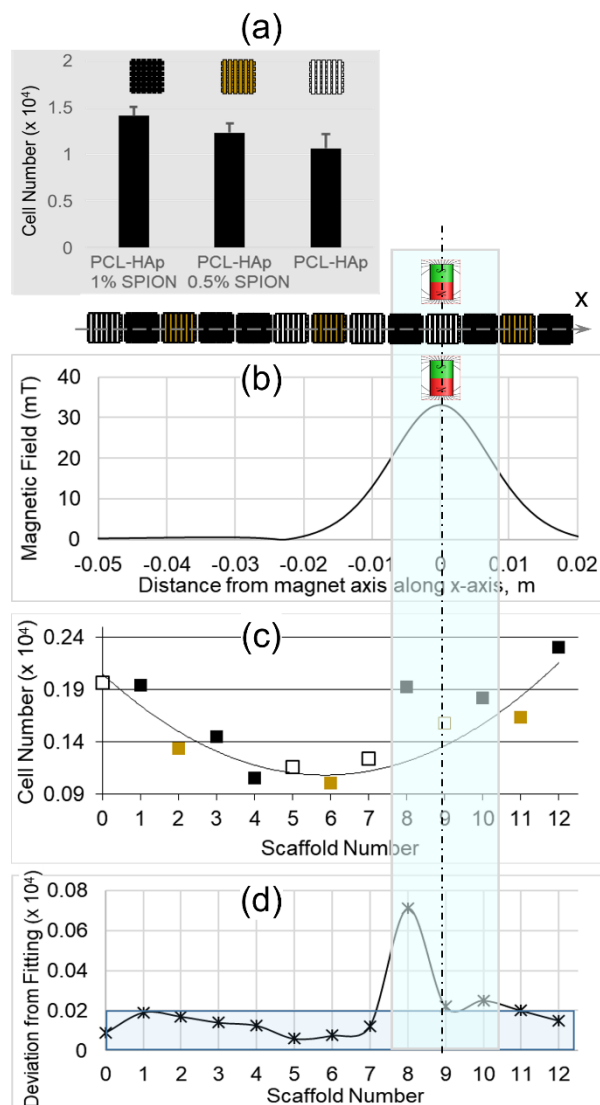 (a)
2
1.5
1
0.5
0
Cell Number (x 10⁴)
PCL-HAp PCL-HAp PCL-HAp
1% SPION 0.5% SPION
x
(b)
40
30
20
10
0
Magnetic Field (mT)
-0.05 -0.04 -0.03 -0.02 -0.01 0 0.01 0.02
Distance from magnet axis along x-axis, m
(c)
0.24
0.19
0.14
0.09
Cell Number (x 10⁴)
0 1 2 3 4 5 6 7 8 9 10 11 12
Scaffold Number
(d)
0.08
0.06
0.04
0.02
0
Deviation from Fitting (x 10⁴)
0 1 2 3 4 5 6 7 8 9 10 11 12
Scaffold Number